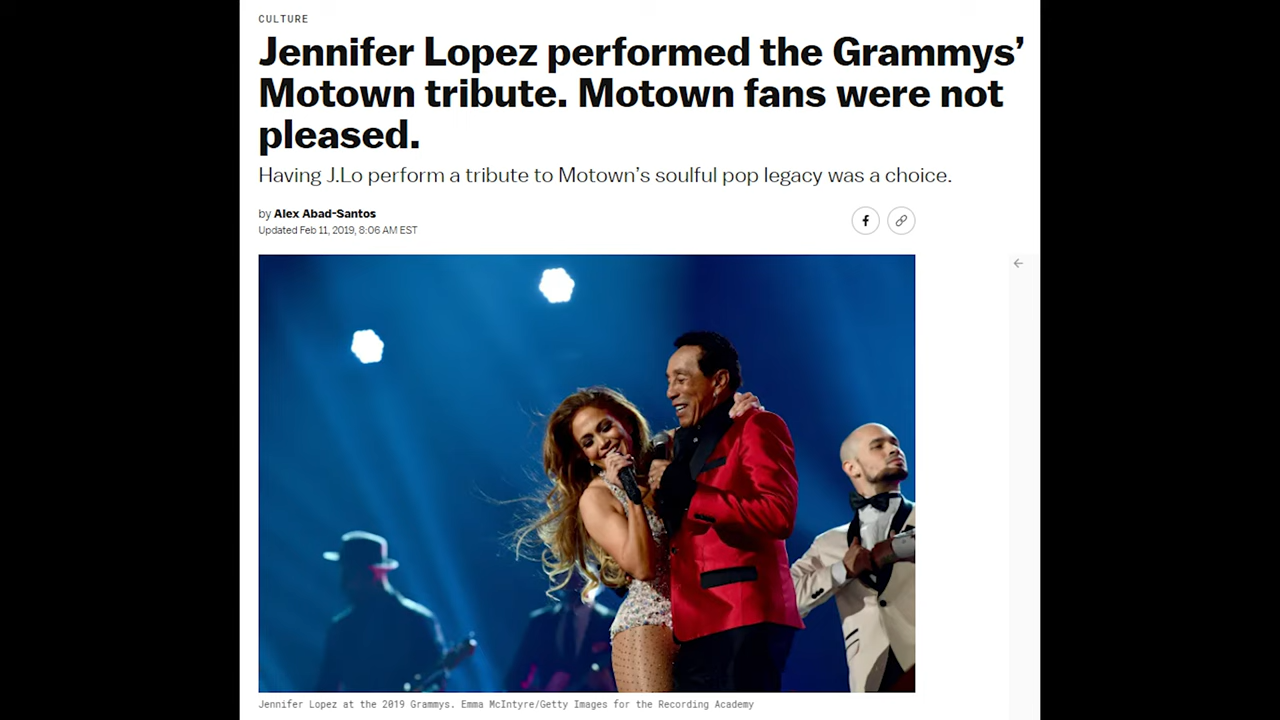 CULTURE
Jennifer Lopez performed the Grammys’
Motown tribute. Motown fans were not
pleased.
Having J.Lo perform a tribute to Motown’s soulful pop legacy was a choice.
by Alex Abad-Santos
Updated Feb 11, 2019, 8:06 AM EST
Jennifer Lopez at the 2019 Grammys. Emma McIntyre/Getty Images for the Recording Academy